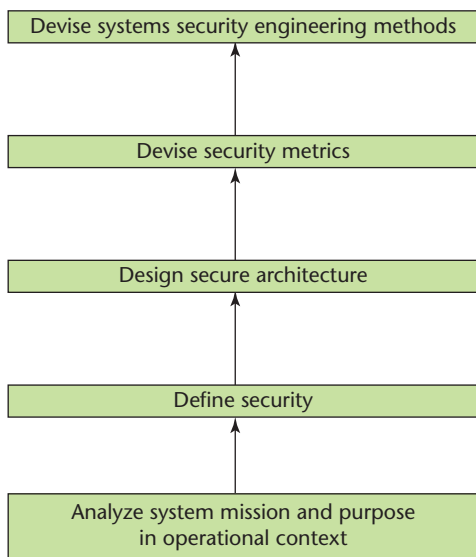 Devise systems security engineering methods
Devise security metrics
Design secure architecture
Define security
Analyze system mission and purpose
in operational context